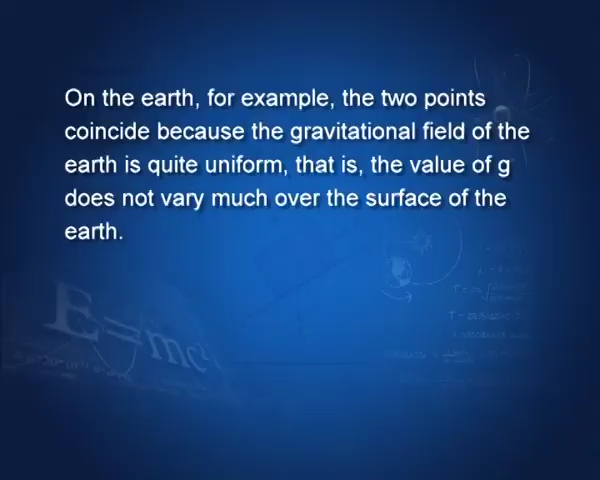 On the earth, for example, the two points
coincide because the gravitational field of the
earth is quite uniform, that is, the value of g
does not vary much over the surface of the
earth.
E=mc²